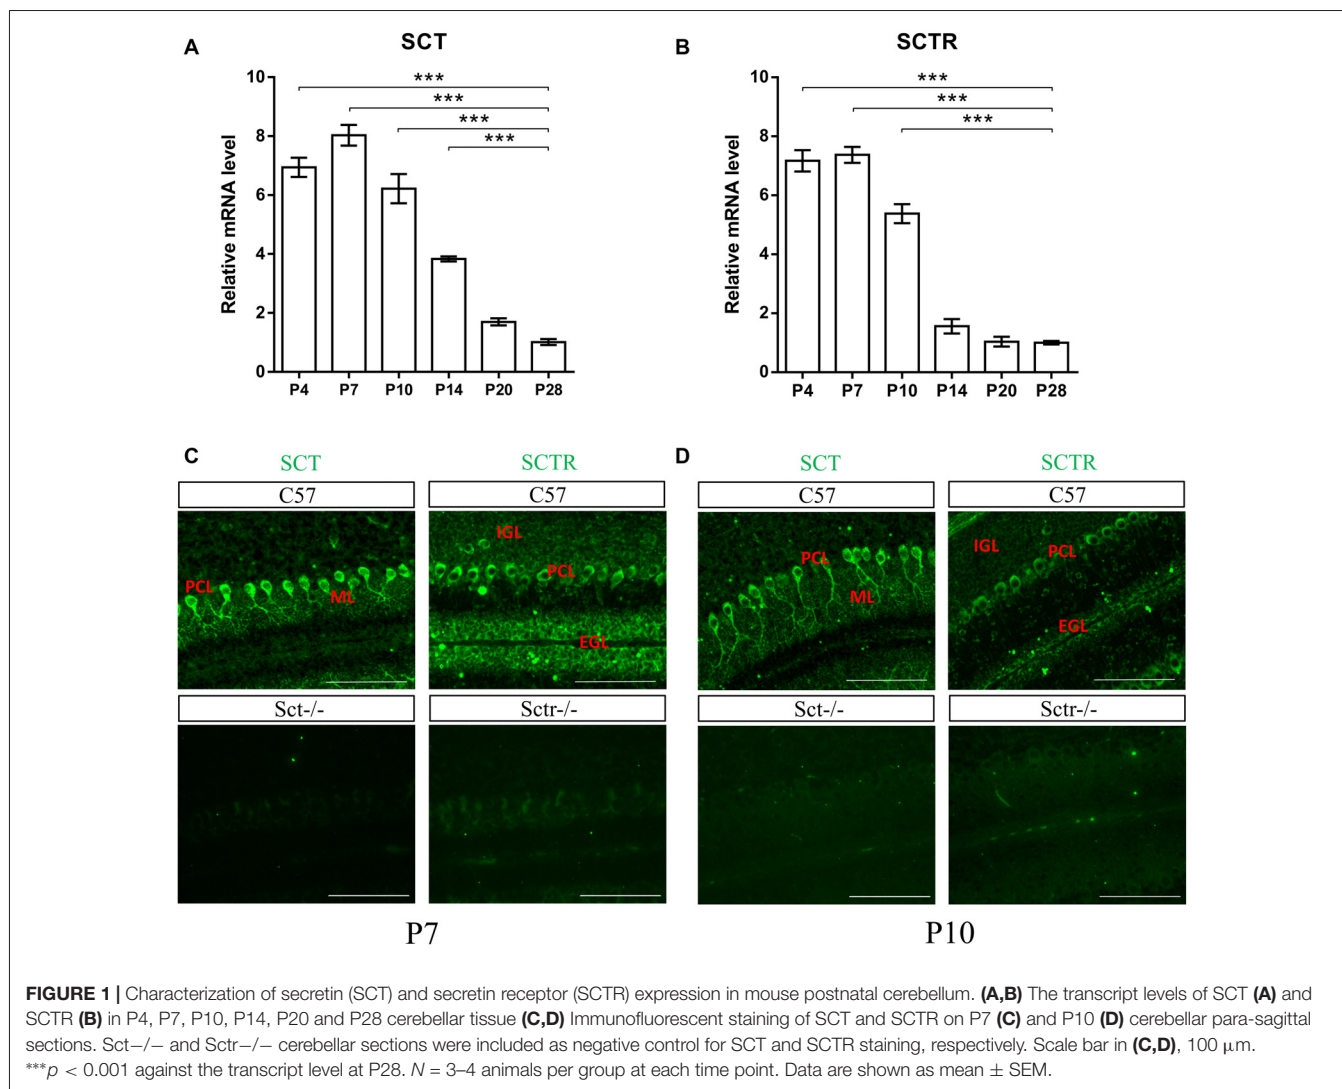 A SCT
10
8
6
4
2
0
Relative mRNA level
***
***
***
***
P4 P7 P10 P14 P20 P28
B SCTR
10
8
6
4
2
0
Relative mRNA level
***
***
***
P4 P7 P10 P14 P20 P28
C SCT SCTR
C57 C57
PCL ML
IGL PCL EGL
Sct-/- Sctr-/-
P7
D SCT SCTR
C57 C57
PCL ML
IGL PCL EGL
Sct-/- Sctr-/-
P10
FIGURE 1 | Characterization of secretin (SCT) and secretin receptor (SCTR) expression in mouse postnatal cerebellum. (A,B) The transcript levels of SCT (A) and
SCTR (B) in P4, P7, P10, P14, P20 and P28 cerebellar tissue (C,D) Immunofluorescent staining of SCT and SCTR on P7 (C) and P10 (D) cerebellar para-sagittal
sections. Sct−/− and Sctr−/− cerebellar sections were included as negative control for SCT and SCTR staining, respectively. Scale bar in (C,D), 100 μm.
***p < 0.001 against the transcript level at P28. N = 3–4 animals per group at each time point. Data are shown as mean ± SEM.